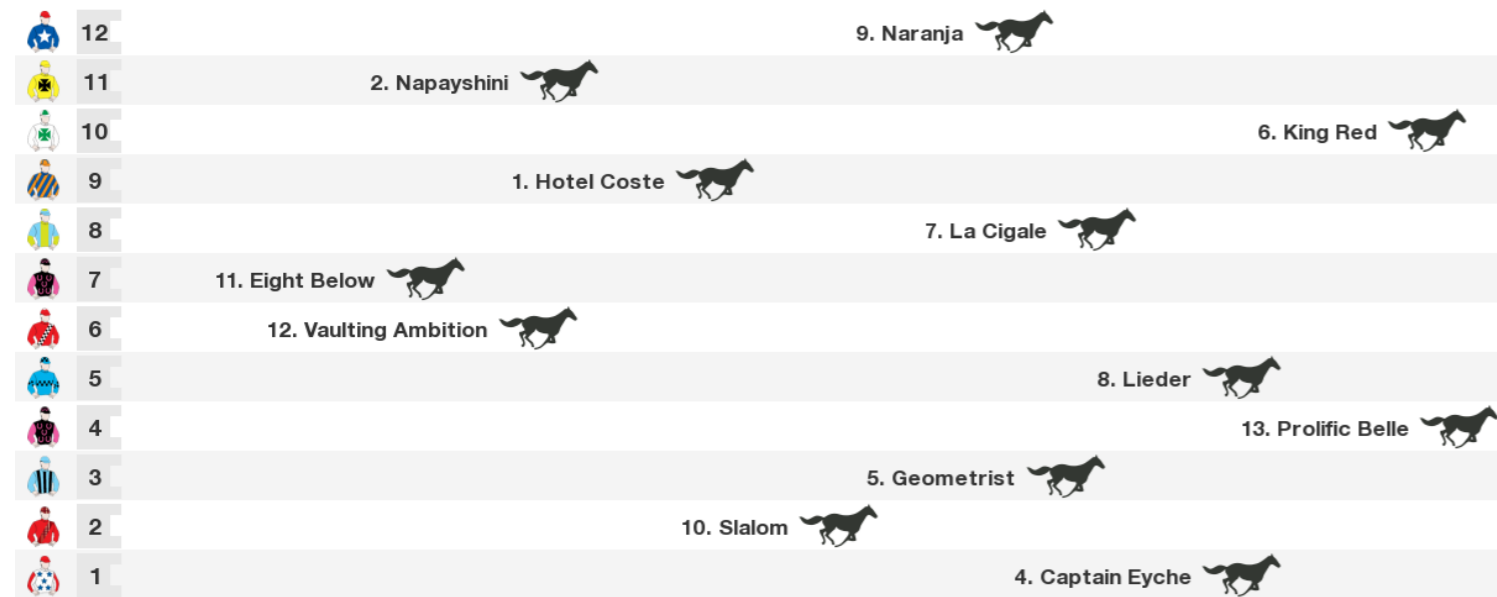 12 9. Naranja
11 2. Napayshini
10 6. King Red
9 1. Hotel Coste
8 7. La Cigale
7 11. Eight Below
6 12. Vaulting Ambition
5 8. Lieder
4 13. Prolific Belle
3 5. Geometrist
2 10. Slalom
1 4. Captain Eyche